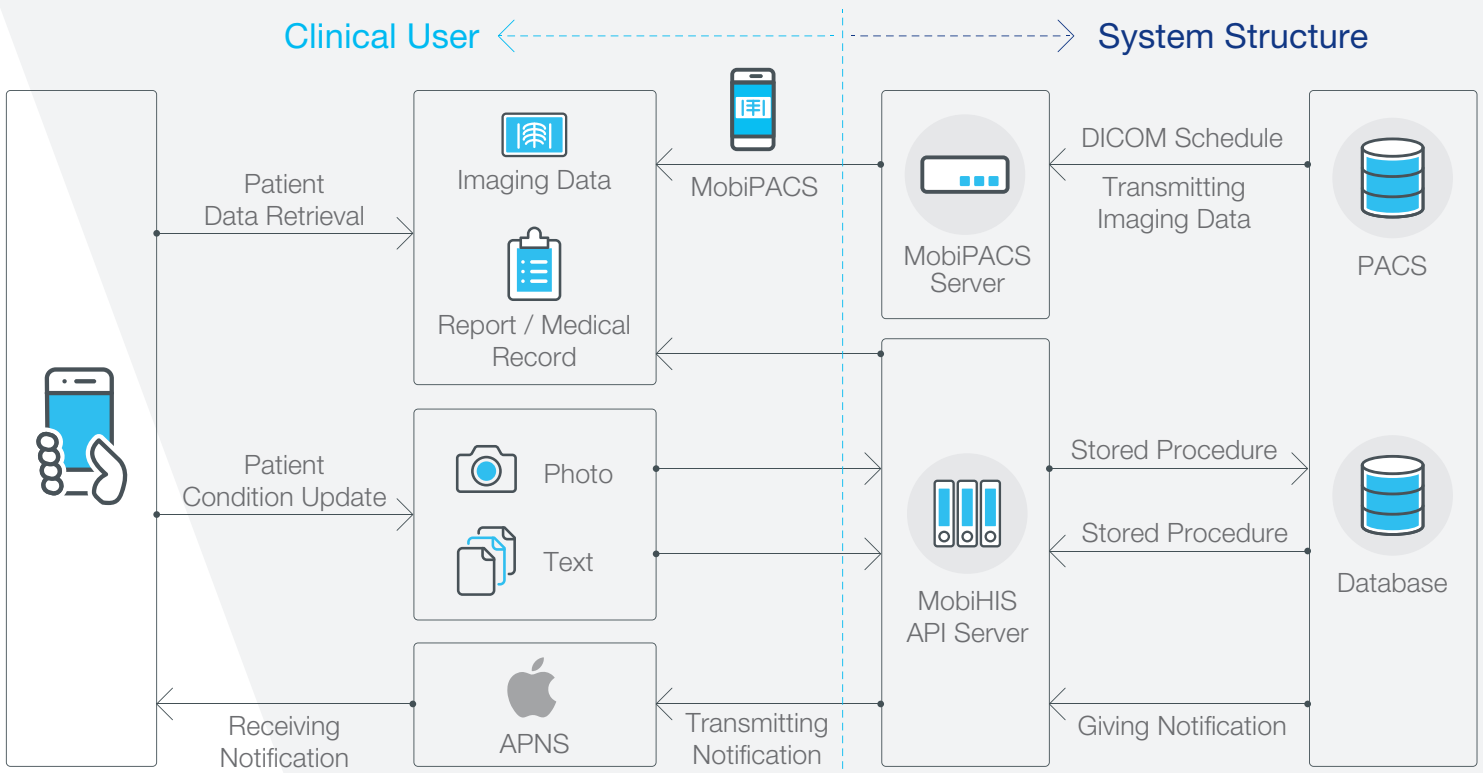 Clinical User
System Structure
Patient
Data Retrieval
Imaging Data
Report / Medical
Record
MobiPACS
MobiPACS
Server
DICOM Schedule
Transmitting
Imaging Data
PACS
Patient
Condition Update
Photo
Text
MobiHIS
API Server
Stored Procedure
Stored Procedure
Database
Receiving
Notification
APNS
Transmitting
Notification
Giving Notification